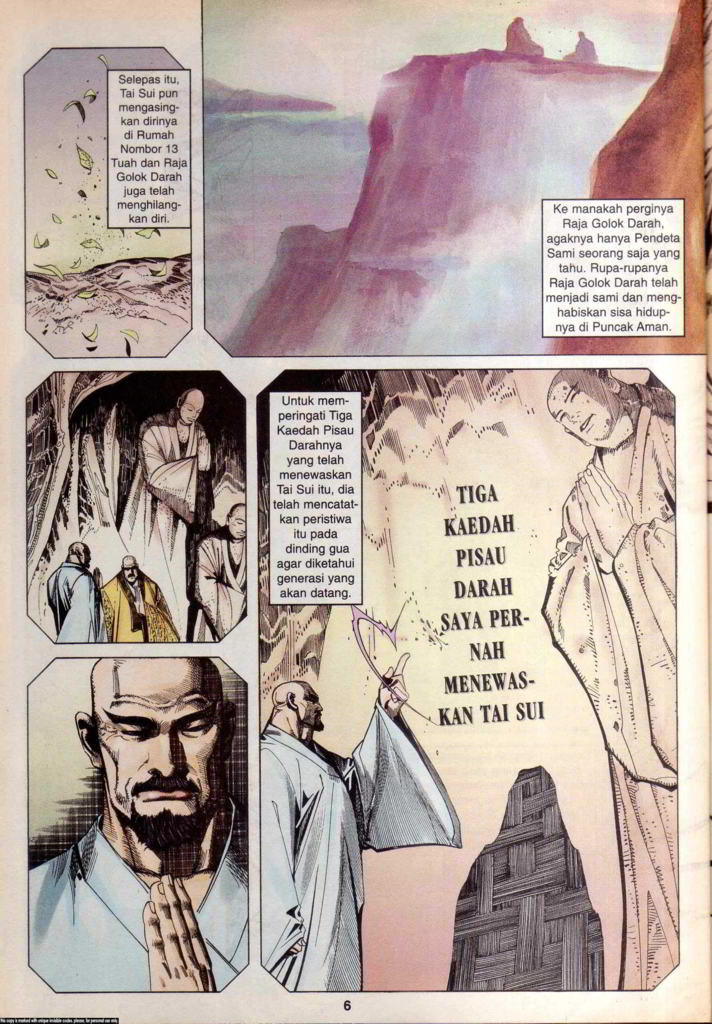 Selepas itu,
Tai Sui pun
mengasing-
kan dirinya
di Rumah
Nombor 13
Tuah dan Raja
Golok Darah
juga telah
menghilang-
kan diri.
Ke manakah perginya
Raja Golok Darah,
agaknya hanya Pendeta
Sami seorang saja yang
tahu. Rupa-rupanya
Raja Golok Darah telah
menjadi sami dan meng-
habiskan sisa hidup-
nya di Puncak Aman.
Untuk mem-
peringati Tiga
Kaedah Pisau
Darahnya
yang telah
menewaskan
Tai Sui itu, dia
telah mencatat-
kan peristiwa
itu pada
dinding gua
agar diketahui
generasi yang
akan datang.
TIGA
KAEDAH
PISAU
DARAH
SAYA PER-
NAH
MENEWAS-
KAN TAI SUI
6